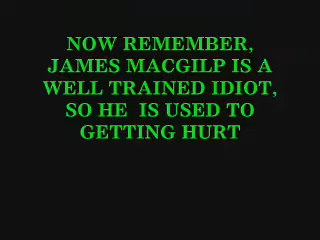 NOW REMEMBER,
JAMES MACGILP IS A
WELL TRAINED IDIOT,
SO HE  IS USED TO
GETTING HURT